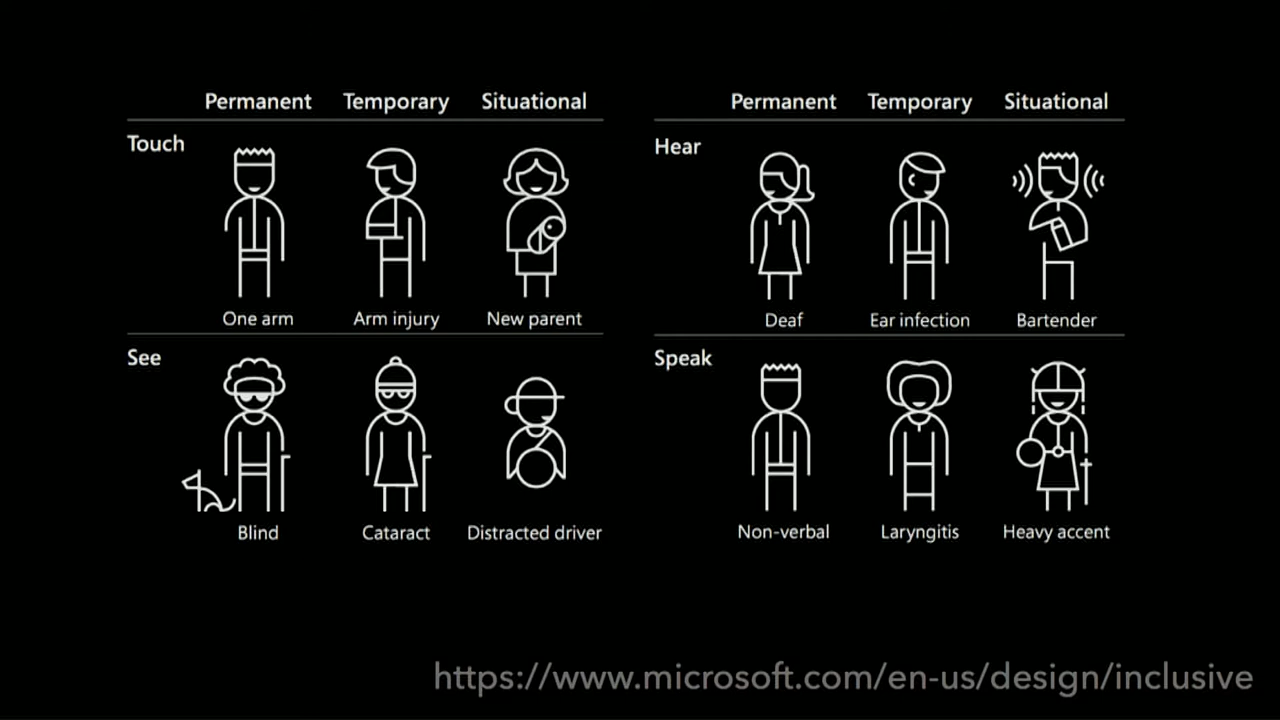 Permanent Temporary Situational
Touch
One arm Arm injury New parent
See
Blind Cataract Distracted driver
Permanent Temporary Situational
Hear
Deaf Ear infection Bartender
Speak
Non-verbal Laryngitis Heavy accent
https://www.microsoft.com/en-us/design/inclusive